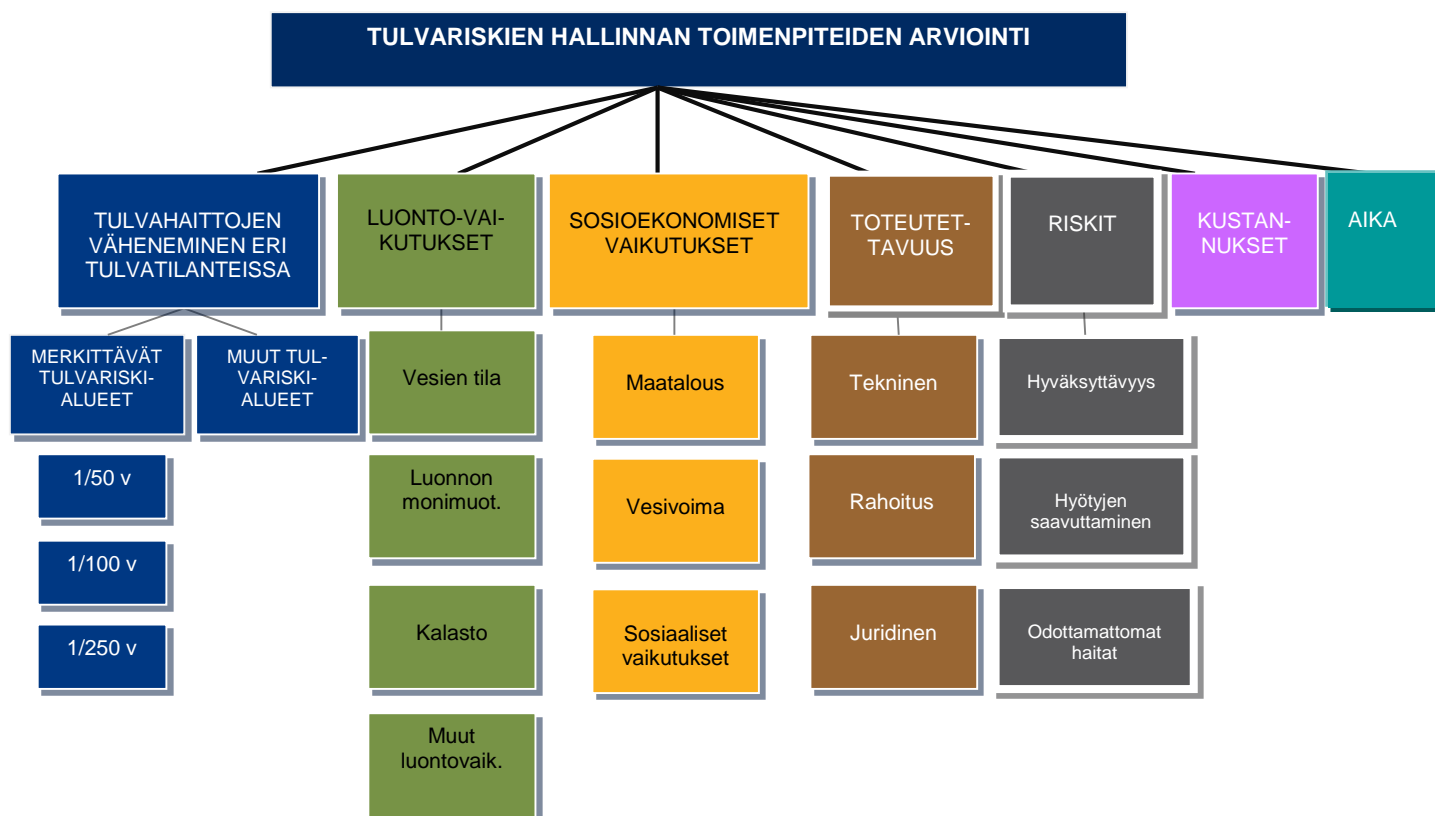 TULVARISKIEN HALLINNAN TOIMENPITEIDEN ARVIOINTI
TULVAHAITTOJEN
VÄHENEMINEN ERI
TULVATILANTEISSA
LUONTO-VAI-
KUTUKSET
SOSIOEKONOMISET
VAIKUTUKSET
TOTEUTET-
TAVUUS
RISKIT
KUSTAN-
NUKSET
AIKA
MERKITTÄVÄT
TULVARISKI-
ALUEET
MUUT TUL-
VARISKI-
ALUEET
1/50 v
1/100 v
1/250 v
Vesien tila
Luonnon
monimuot.
Kalasto
Muut
luontovaik.
Maatalous
Vesivoima
Sosiaaliset
vaikutukset
Tekninen
Rahoitus
Juridinen
Hyväksyttävyys
Hyötyjen
saavuttaminen
Odottamattomat
haitat